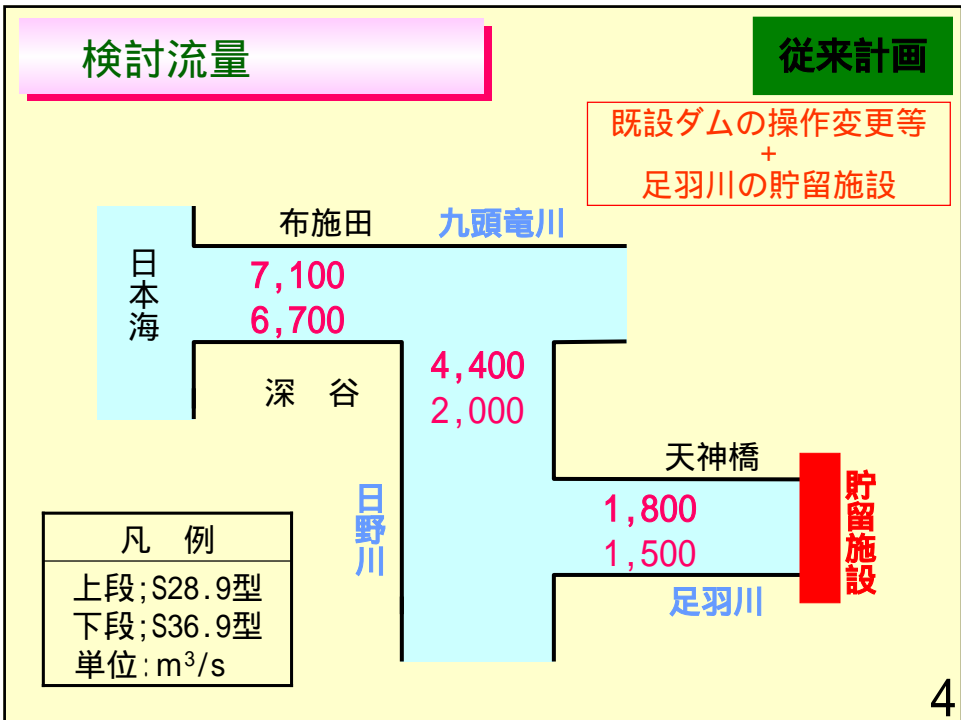 検討流量
従来計画
既設ダムの操作変更等
+
足羽川の貯留施設
布施田
九頭竜川
日本海
7,100
6,700
深　谷
4,400
2,000
天神橋
日野川
1,800
1,500
貯留施設
足羽川
凡　例
上段;S28.9型
下段;S36.9型
単位:m³/s
4